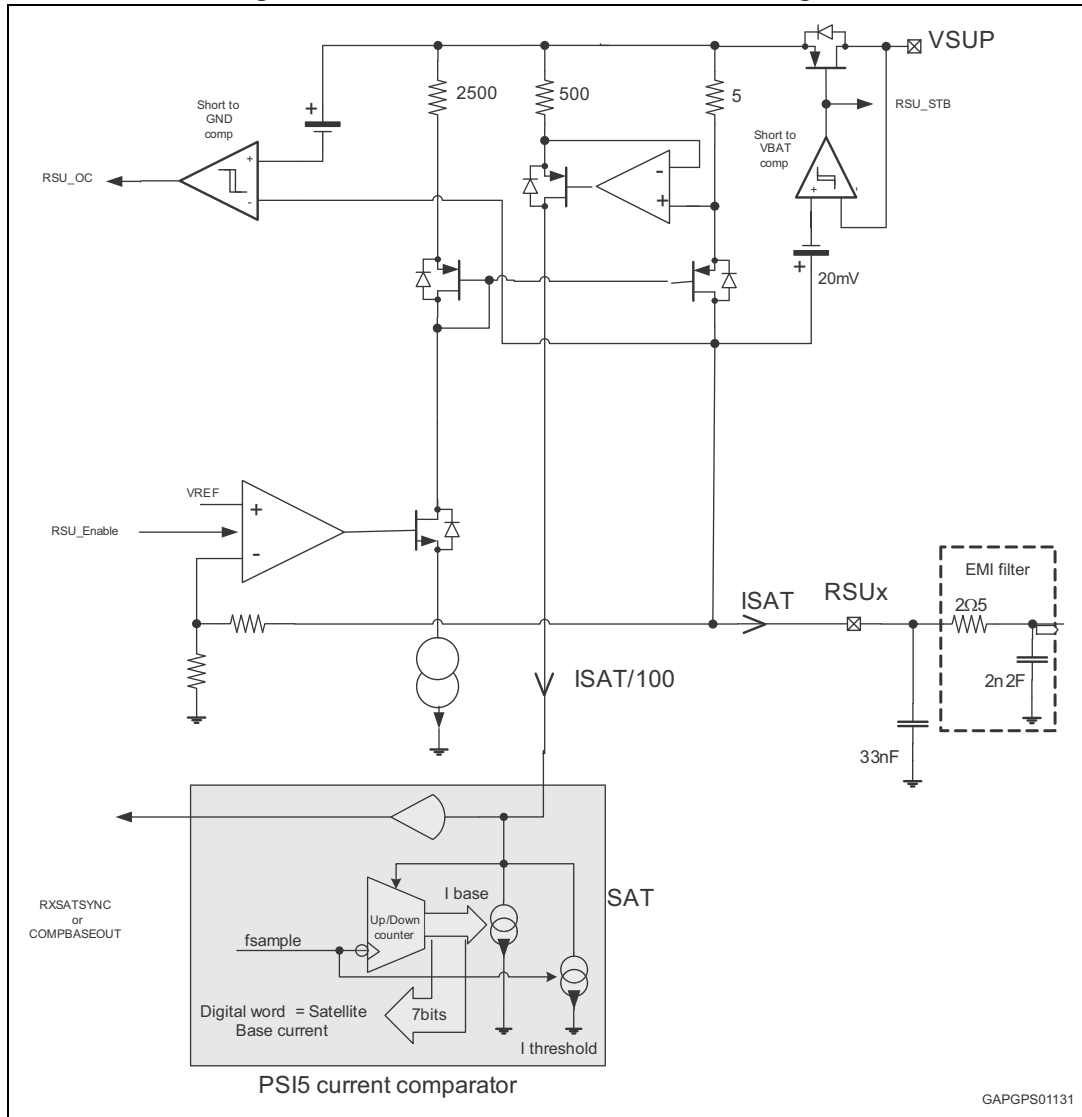 VSUP
2500
500
5
RSU_STB
Short to
GND
comp
+
Short to
VBAT
comp
RSU_OC
+
-
-
+
+
-
+
20mV
VREF
RSU_Enable
+
-
EMI filter
RSUx
ISAT
2Ω5
ISAT/100
2n2F
33nF
SAT
I base
Up/Down
counter
RXSATSYNC
or
COMPBASEOUT
fsample
Digital word = Satellite
Base current
7bits
I threshold
PSI5 current comparator
GAPGPS01131